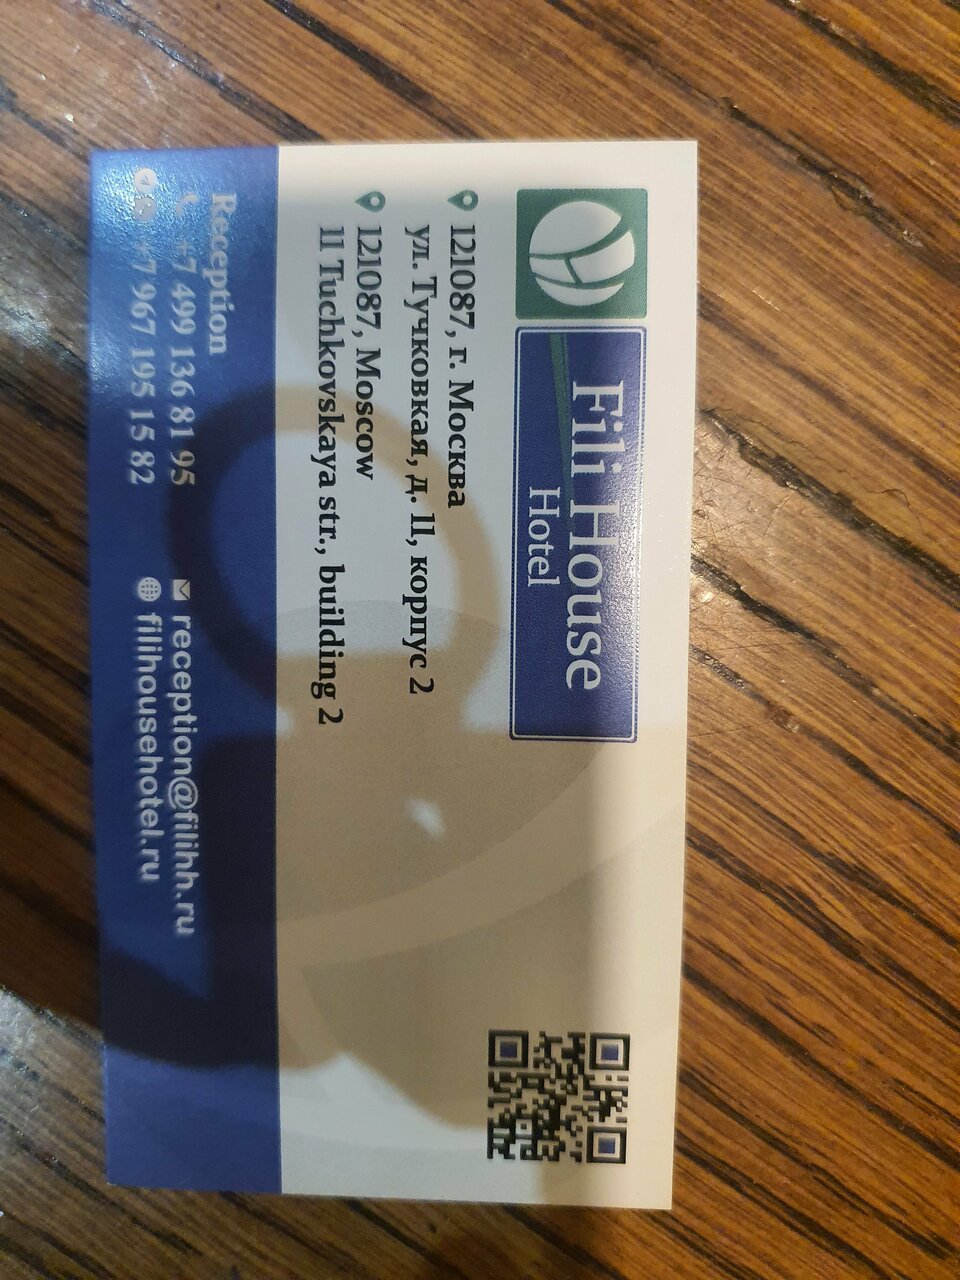 Fili House
Hotel
121087, г. Москва
ул. Тучковкая, д. 11, корпус 2
121087, Moscow
11 Tuchkovskaya str., building 2
Reception
+7 499 136 81 95
+7 967 195 15 82
reception@filihh.ru
filihousehotel.ru